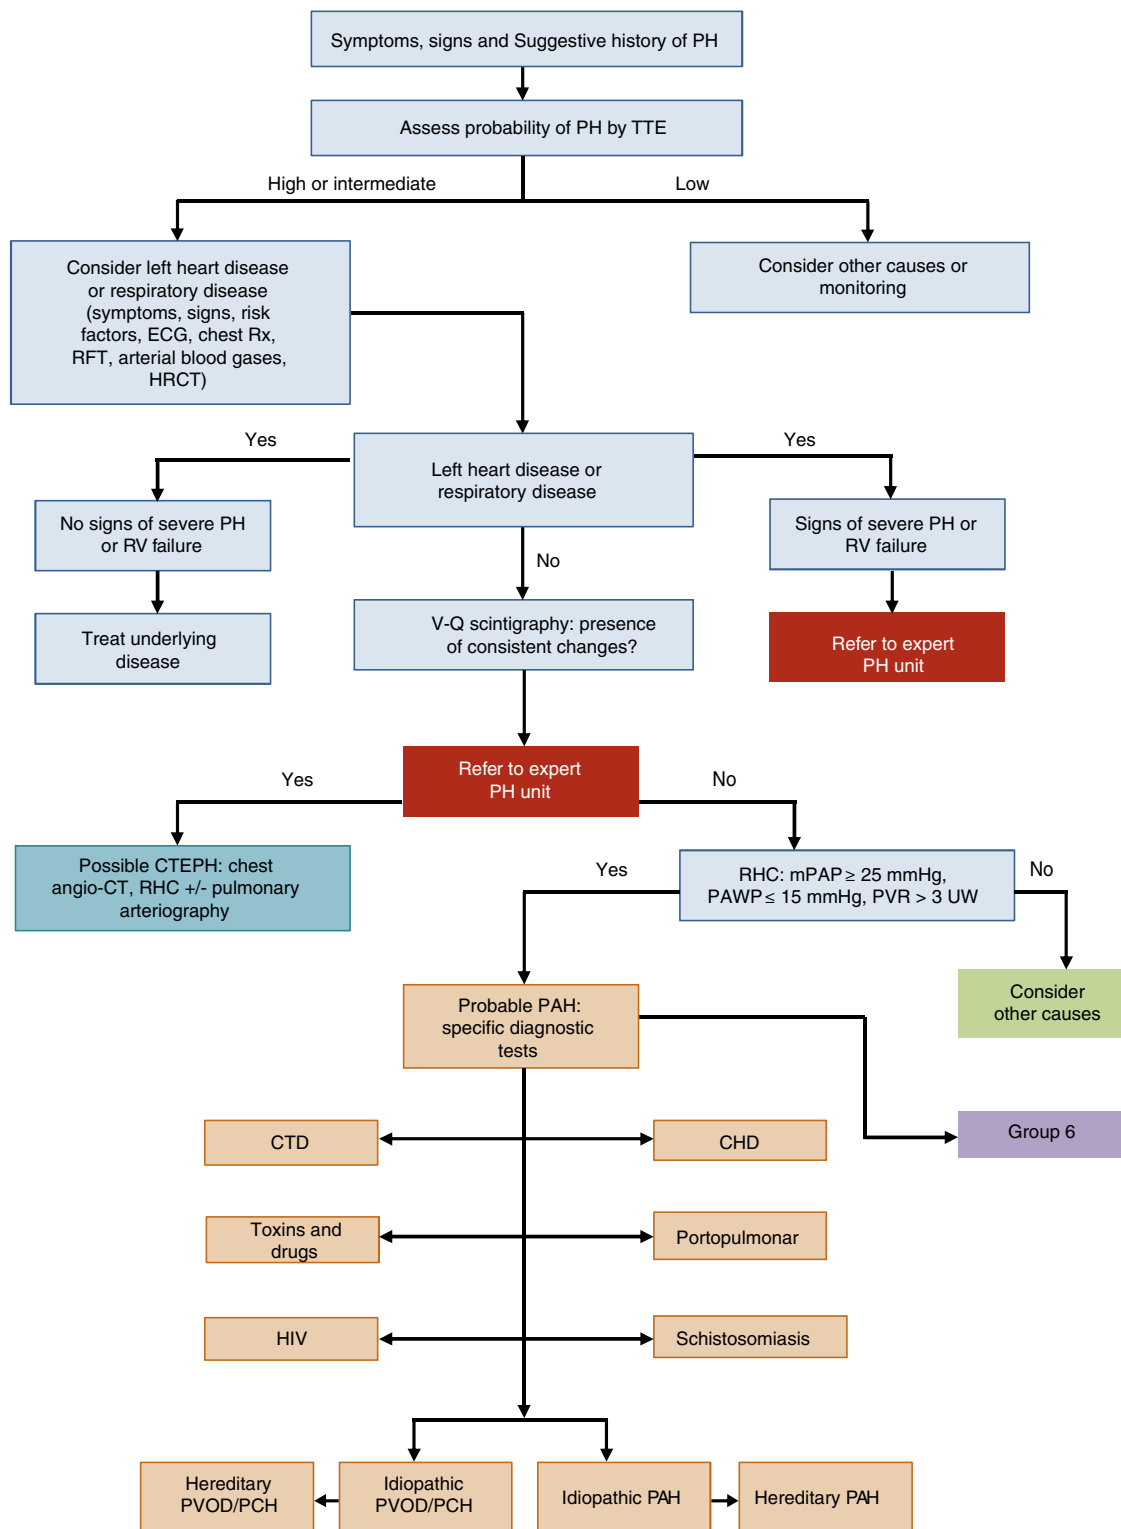 Symptoms, signs and Suggestive history of PH
Assess probability of PH by TTE
High or intermediate
Low
Consider left heart disease
or respiratory disease
(symptoms, signs, risk
factors, ECG, chest Rx,
RFT, arterial blood gases,
HRCT)
Consider other causes or
monitoring
Yes
Left heart disease or
respiratory disease
Yes
No signs of severe PH
or RV failure
Signs of severe PH or
RV failure
No
Treat underlying
disease
V-Q scintigraphy: presence
of consistent changes?
Refer to expert
PH unit
Yes
Refer to expert
PH unit
No
Possible CTEPH: chest
angio-CT, RHC +/- pulmonary
arteriography
Yes
RHC: mPAP ≥ 25 mmHg,
PAWP ≤ 15 mmHg, PVR > 3 UW
No
Probable PAH:
specific diagnostic
tests
Consider
other causes
CTD
CHD
Group 6
Toxins and
drugs
Portopulmonar
HIV
Schistosomiasis
Hereditary
PVOD/PCH
Idiopathic
PVOD/PCH
Idiopathic PAH
Hereditary PAH